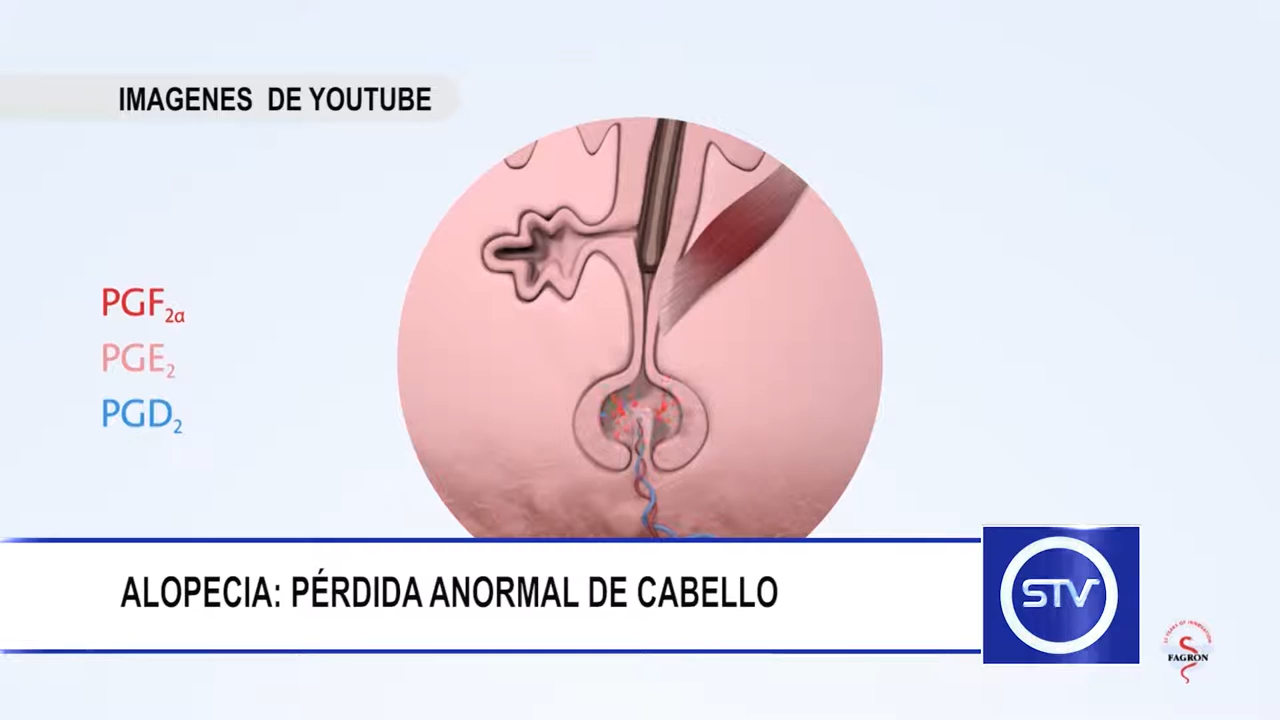 IMAGENES DE YOUTUBE
PGF2α
PGE2
PGD2
ALOPECIA: PÉRDIDA ANORMAL DE CABELLO
STV
FAGRON